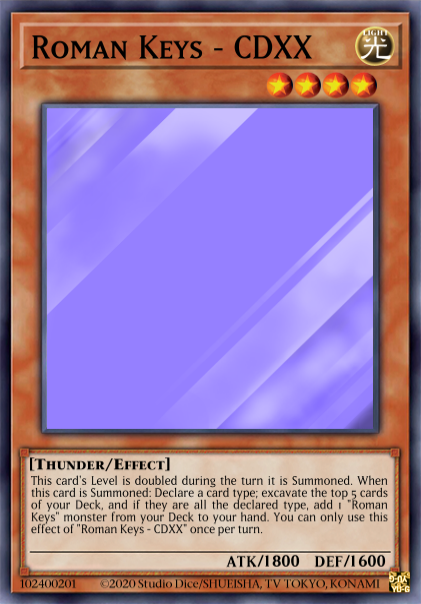 Roman Keys - CDXX
LIGHT
光
[Thunder/Effect]
This card's Level is doubled during the turn it is Summoned. When
this card is Summoned: Declare a card type; excavate the top 5 cards
of your Deck, and if they are all the declared type, add 1 "Roman
Keys" monster from your Deck to your hand. You can only use this
effect of "Roman Keys - CDXX" once per turn.
ATK/1800 DEF/1600
102400201 ©2020 Studio Dice/SHUEISHA, TV TOKYO, KONAMI